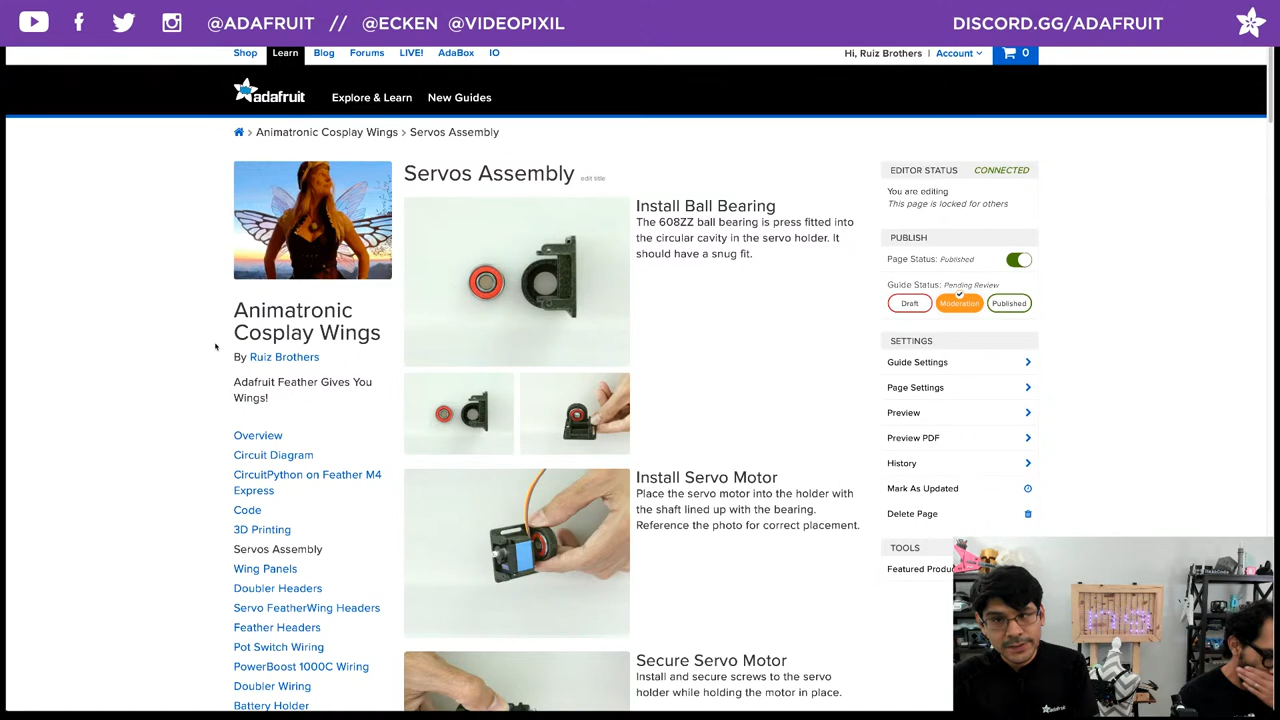 @ADAFRUIT // @ECKEN @VIDEOPIXIL
DISCORD.GG/ADAFRUIT
Shop Learn Blog Forums LIVE! AdaBox IO
Hi, Ruiz Brothers | Account 0
adafruit Explore & Learn New Guides
Animatronic Cosplay Wings > Servos Assembly
Animatronic
Cosplay Wings
By Ruiz Brothers
Adafruit Feather Gives You
Wings!
Overview
Circuit Diagram
CircuitPython on Feather M4
Express
Code
3D Printing
Servos Assembly
Wing Panels
Doubler Headers
Servo FeatherWing Headers
Feather Headers
Pot Switch Wiring
PowerBoost 1000C Wiring
Doubler Wiring
Battery Holder
Servos Assembly edit title
Install Ball Bearing
The 608ZZ ball bearing is press fitted into
the circular cavity in the servo holder. It
should have a snug fit.
Install Servo Motor
Place the servo motor into the holder with
the shaft lined up with the bearing.
Reference the photo for correct placement.
Secure Servo Motor
Install and secure screws to the servo
holder while holding the motor in place.
EDITOR STATUS CONNECTED
You are editing
This page is locked for others
PUBLISH
Page Status: Published
Guide Status: Pending Review
Draft Moderation Published
SETTINGS
Guide Settings
Page Settings
Preview
Preview PDF
History
Mark As Updated
Delete Page
TOOLS
Featured Produ
adafruit